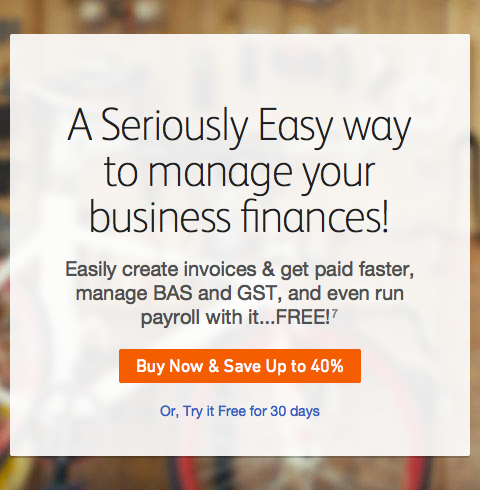 A Seriously Easy way
to manage your
business finances!
Easily create invoices & get paid faster,
manage BAS and GST, and even run
payroll with it...FREE!⁷
Buy Now & Save Up to 40%
Or, Try it Free for 30 days